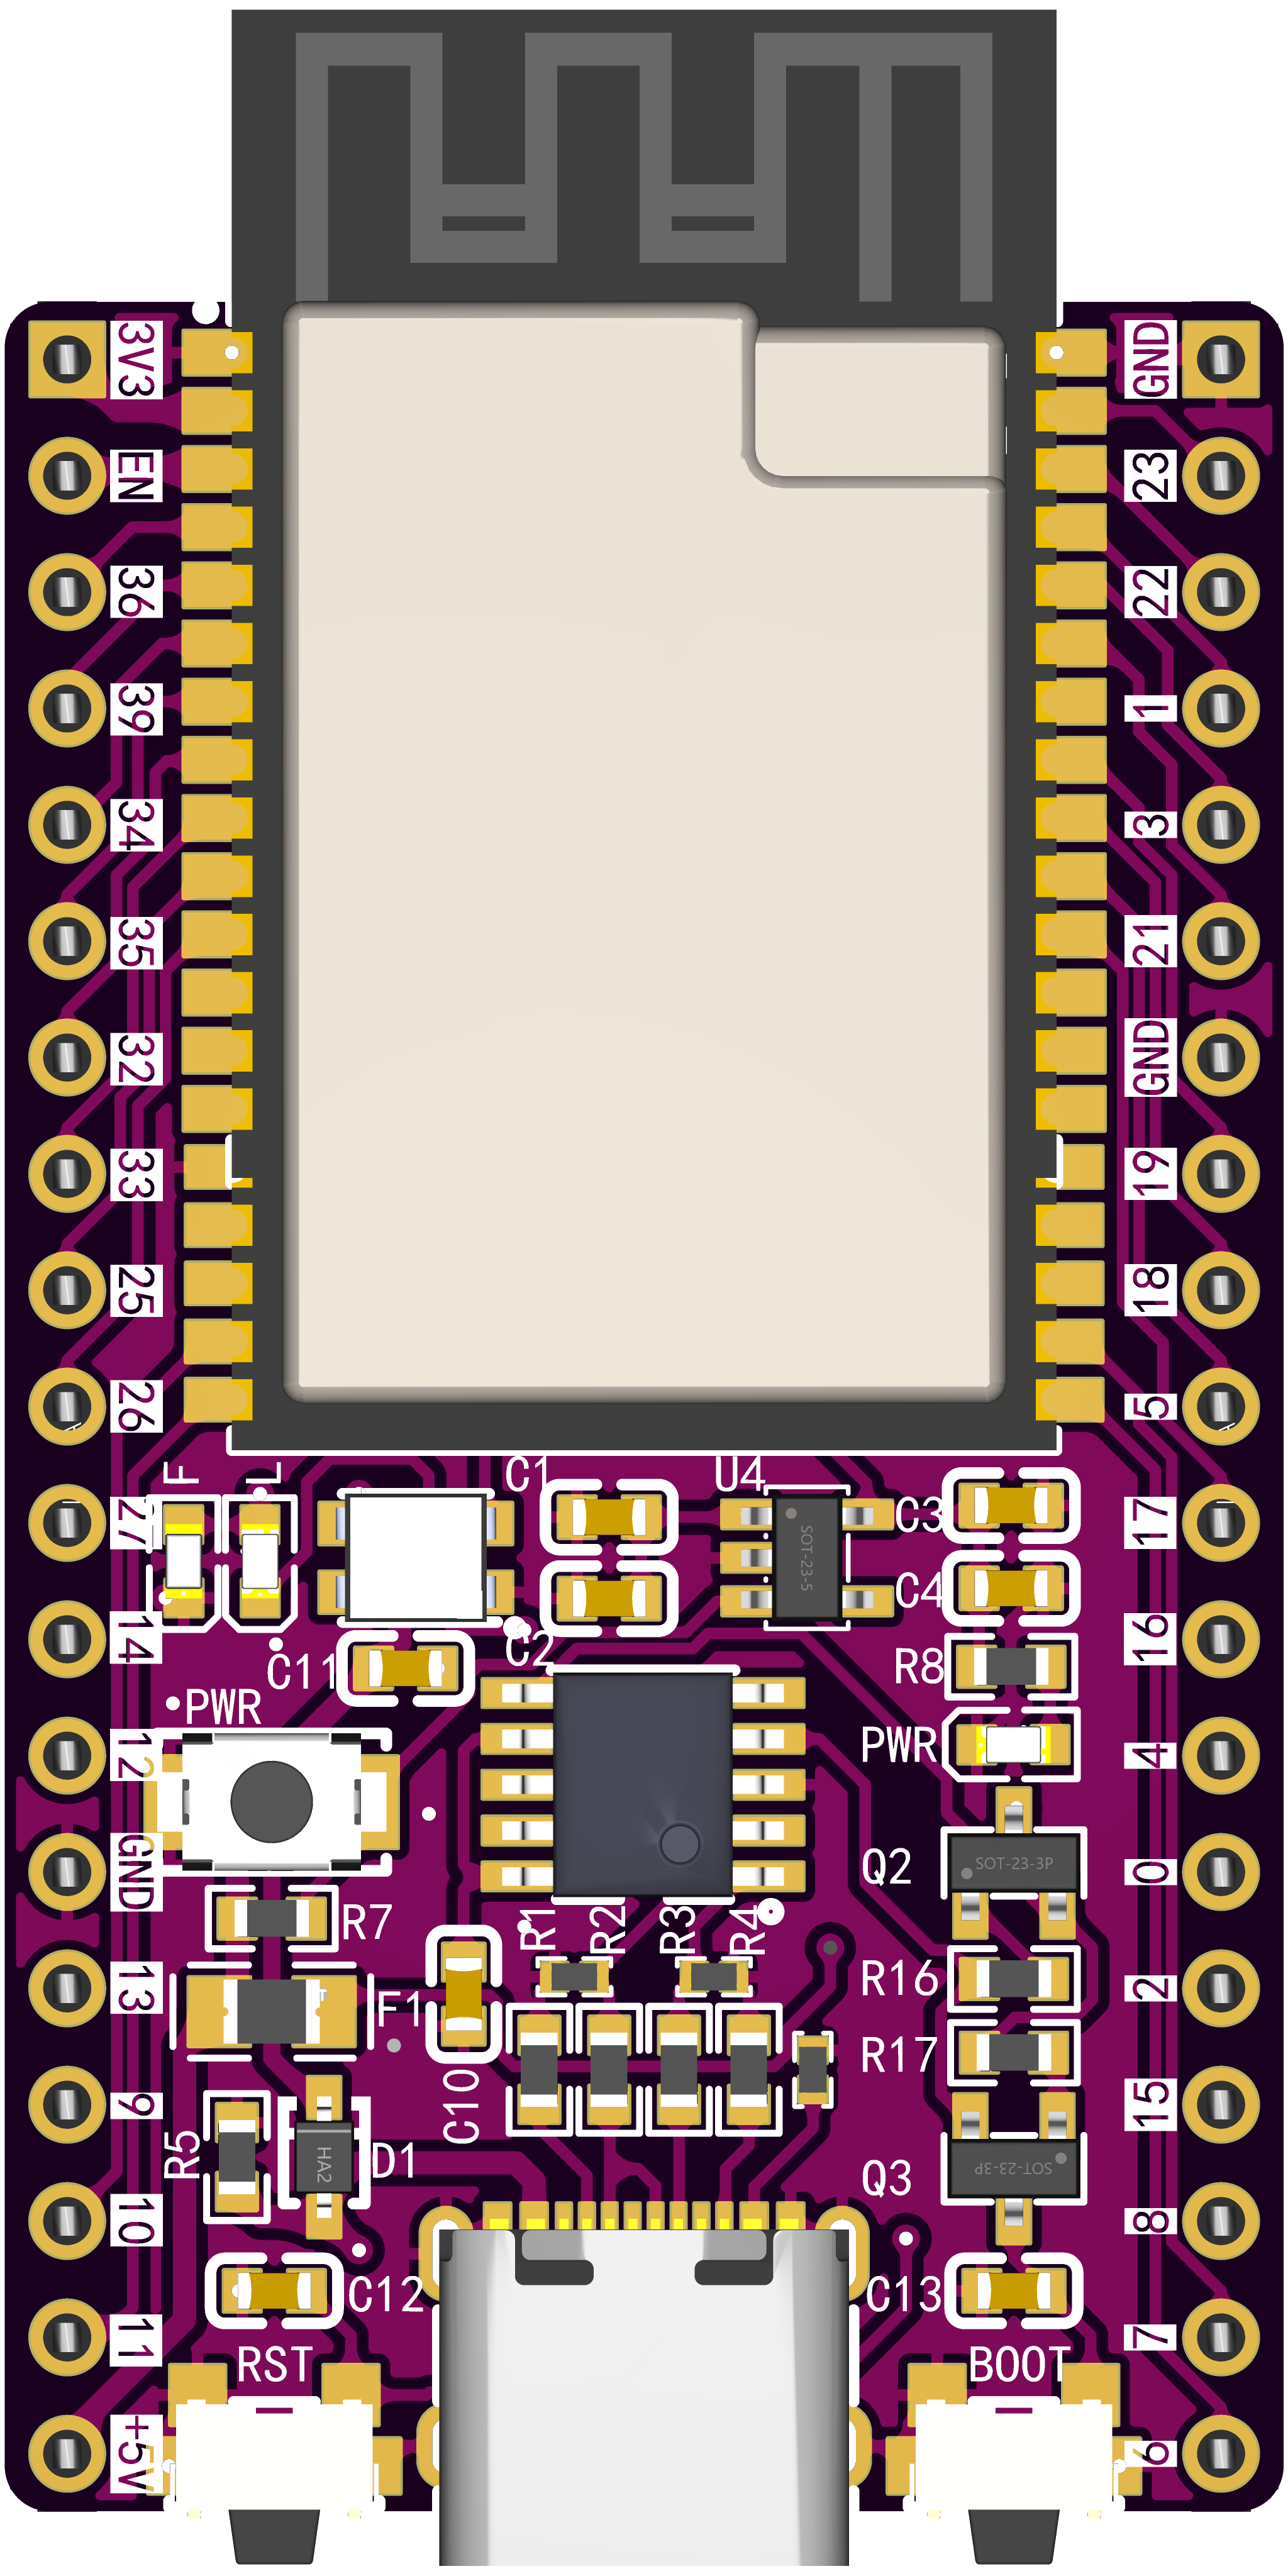 3V3
EN
36
39
34
35
32
33
25
26
27
14
12
GND
13
9
10
11
+5V
GND
23
22
1
3
21
GND
19
18
5
17
16
4
0
2
15
8
7
6
F
L
C1
U4
SOT-23-5
C3
C4
C2
C11
R8
PWR
PWR
SOT-23-3P
Q2
R7
R1
R2
R3
R4
F1
R16
R17
C10
R5
HA2
D1
SOT-23-3P
Q3
C12
C13
RST
BOOT